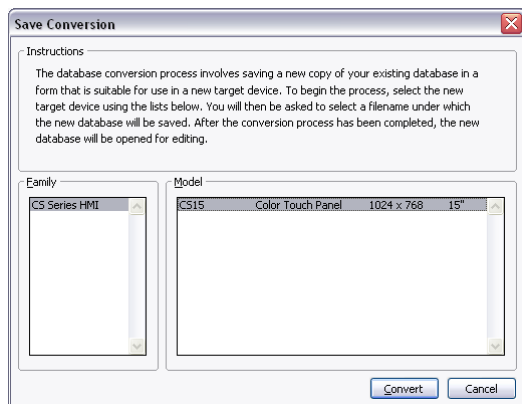 Save Conversion
Instructions
The database conversion process involves saving a new copy of your existing database in a
form that is suitable for use in a new target device. To begin the process, select the new
target device using the lists below. You will then be asked to select a filename under which
the new database will be saved. After the conversion process has been completed, the new
database will be opened for editing.
Family
Model
CS Series HMI
CS15 Color Touch Panel 1024 x 768 15"
Convert
Cancel